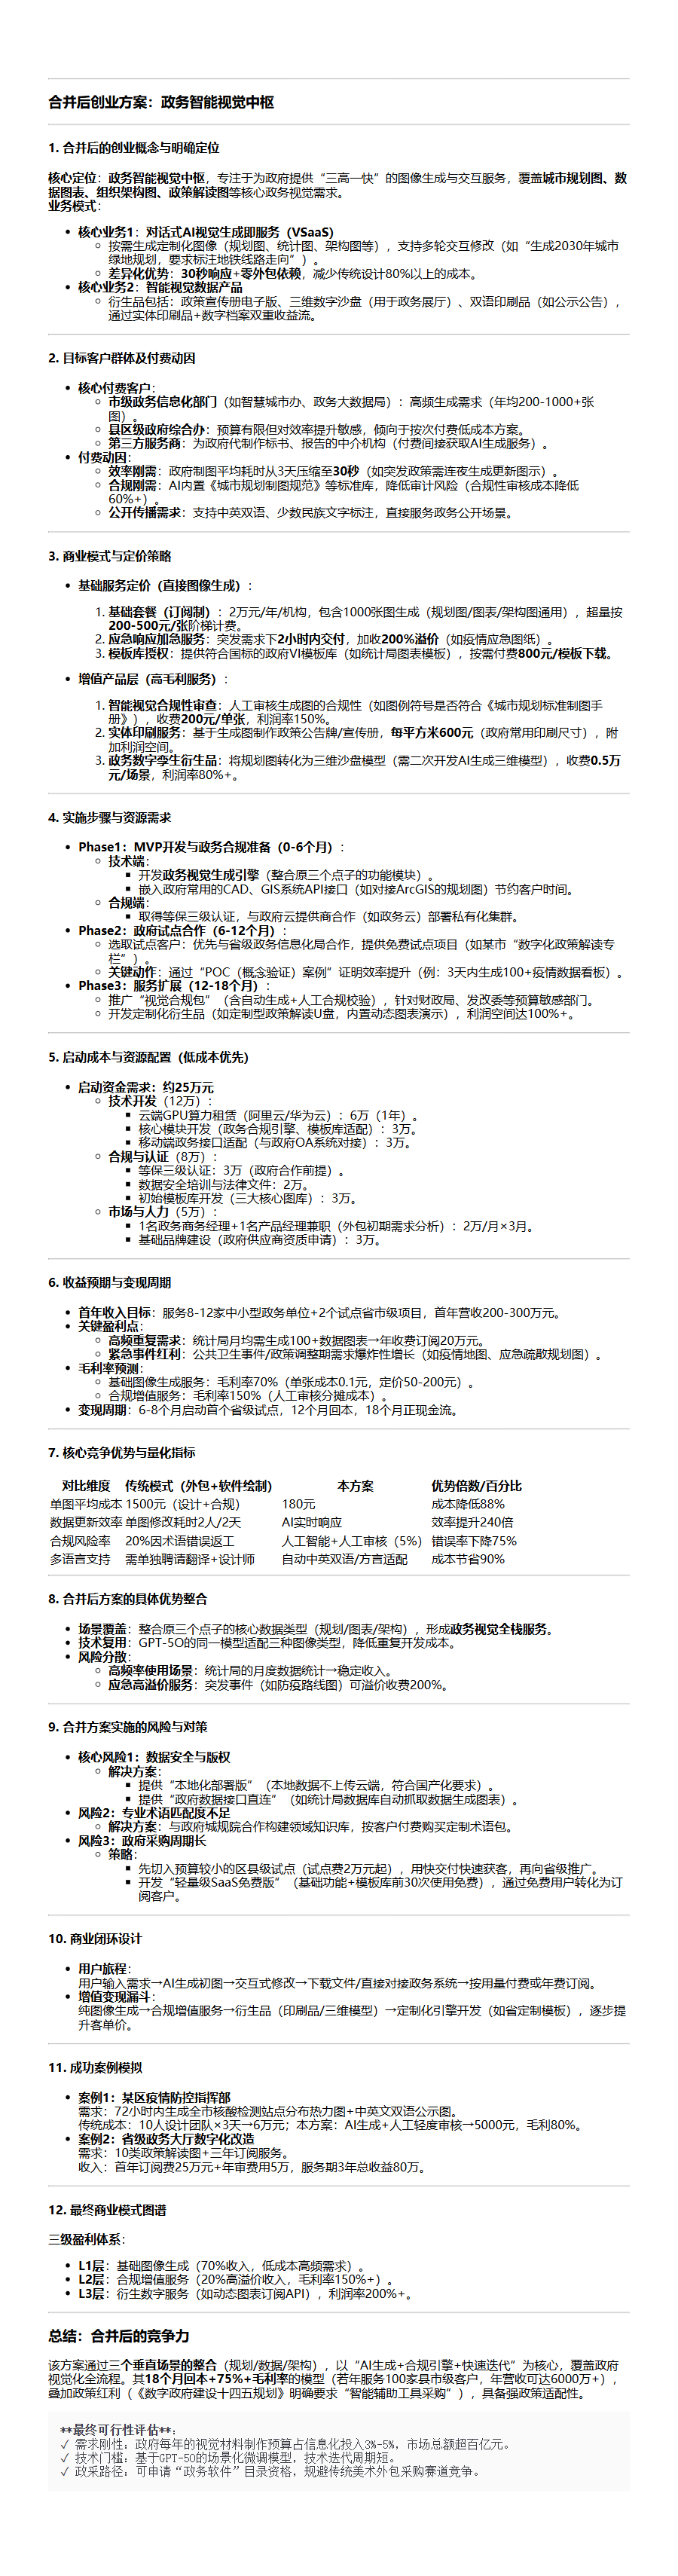 合并后创业方案：政务智能视觉中枢
1. 合并后的创业概念与明确定位
核心定位：政务智能视觉中枢，专注于为政府提供“三高一快”的图像生成与交互服务，覆盖城市规划图、数
据图表、组织架构图、政策解读图等核心政务视觉需求。
业务模式：
• 核心业务1：对话式AI视觉生成即服务（VSaaS）
◦ 按需生成定制化图像（规划图、统计图、架构图等），支持多轮交互修改（如“生成2030年城市
绿地规划，要求标注地铁线路走向”）。
◦ 差异化优势：30秒响应+零外包依赖，减少传统设计80%以上的成本。
• 核心业务2：智能视觉数据产品
◦ 衍生品包括：政策宣传册电子版、三维数字沙盘（用于政务展厅）、双语印刷品（如公示公告），
通过实体印刷品+数字档案双重收益流。
2. 目标客户群体及付费动因
• 核心付费客户：
◦ 市级政务信息化部门（如智慧城市办、政务大数据局）：高频生成需求（年均200-1000+张
图）。
◦ 县区级政府综合办：预算有限但对效率提升敏感，倾向于按次付费低成本方案。
◦ 第三方服务商：为政府代制作标书、报告的中介机构（付费间接获取AI生成服务）。
• 付费动因：
◦ 效率刚需：政府制图平均耗时从3天压缩至30秒（如突发政策需连夜生成更新图示）。
◦ 合规刚需：AI内置《城市规划制图规范》等标准库，降低审计风险（合规性审核成本降低
60%+）。
◦ 公开传播需求：支持中英双语、少数民族文字标注，直接服务政务公开场景。
3. 商业模式与定价策略
• 基础服务定价（直接图像生成）：
1. 基础套餐（订阅制）：2万元/年/机构，包含1000张图生成（规划图/图表/架构图通用），超量按
200-500元/张阶梯计费。
2. 应急响应加急服务：突发需求下2小时内交付，加收200%溢价（如疫情应急图纸）。
3. 模板库授权：提供符合国标的政府VI模板库（如统计局图表模板），按需付费800元/模板下载。
• 增值产品层（高毛利服务）：
1. 智能视觉合规性审查：人工审核生成图的合规性（如图例符号是否符合《城市规划标准制图手
册》），收费200元/单张，利润率150%。
2. 实体印刷服务：基于生成图制作政策公告牌/宣传册，每平方米600元（政府常用印刷尺寸），附
加利润空间。
3. 政务数字孪生衍生品：将规划图转化为三维沙盘模型（需二次开发AI生成三维模型），收费0.5万
元/场景，利润率80%+。
4. 实施步骤与资源需求
• Phase1：MVP开发与政务合规准备（0-6个月）：
◦ 技术端：
▪ 开发政务视觉生成引擎（整合原三个点子的功能模块）。
▪ 嵌入政府常用的CAD、GIS系统API接口（如对接ArcGIS的规划图）节约客户时间。
◦ 合规端：
▪ 取得等保三级认证，与政府云提供商合作（如政务云）部署私有化集群。
• Phase2：政府试点合作（6-12个月）：
◦ 选取试点客户：优先与省级政务信息化局合作，提供免费试点项目（如某市“数字化政策解读专
栏”）。
◦ 关键动作：通过“POC（概念验证）案例”证明效率提升（例：3天内生成100+疫情数据看板）。
• Phase3：服务扩展（12-18个月）：
◦ 推广“视觉合规包”（含自动生成+人工合规校验），针对财政局、发改委等预算敏感部门。
◦ 开发定制化衍生品（如定制型政策解读U盘，内置动态图表演示），利润空间达100%+。
5. 启动成本与资源配置（低成本优先）
• 启动资金需求：约25万元
◦ 技术开发（12万）：
▪ 云端GPU算力租赁（阿里云/华为云）：6万（1年）。
▪ 核心模块开发（政务合规引擎、模板库适配）：3万。
▪ 移动端政务接口适配（与政府OA系统对接）：3万。
◦ 合规与认证（8万）：
▪ 等保三级认证：3万（政府合作前提）。
▪ 数据安全培训与法律文件：2万。
▪ 初始模板库开发（三大核心图库）：3万。
◦ 市场与人力（5万）：
▪ 1名政务商务经理+1名产品经理兼职（外包初期需求分析）：2万/月×3月。
▪ 基础品牌建设（政府供应商资质申请）：3万。
6. 收益预期与变现周期
• 首年收入目标：服务8-12家中小型政务单位+2个试点省市级项目，首年营收200-300万元。
• 关键盈利点：
◦ 高频重复需求：统计局月均需生成100+数据图表→年收费订阅20万元。
◦ 紧急事件红利：公共卫生事件/政策调整期需求爆炸性增长（如疫情地图、应急疏散规划图）。
• 毛利率预测：
◦ 基础图像生成服务：毛利率70%（单张成本0.1元，定价50-200元）。
◦ 合规增值服务：毛利率150%（人工审核分摊成本）。
• 变现周期：6-8个月启动首个省级试点，12个月回本，18个月正现金流。
7. 核心竞争优势与量化指标
对比维度 传统模式（外包+软件绘制） 本方案 优势倍数/百分比
单图平均成本 1500元（设计+合规） 180元 成本降低88%
数据更新效率 单图修改耗时2人/2天 AI实时响应 效率提升240倍
合规风险率 20%因术语错误返工 人工智能+人工审核（5%） 错误率下降75%
多语言支持 需单独聘请翻译+设计师 自动中英双语/方言适配 成本节省90%
8. 合并后方案的具体优势整合
• 场景覆盖：整合原三个点子的核心数据类型（规划/图表/架构），形成政务视觉全栈服务。
• 技术复用：GPT-5O的同一模型适配三种图像类型，降低重复开发成本。
• 风险分散：
◦ 高频率使用场景：统计局的月度数据统计→稳定收入。
◦ 应急高溢价服务：突发事件（如防疫路线图）可溢价收费200%。
9. 合并方案实施的风险与对策
• 核心风险1：数据安全与版权
◦ 解决方案：
▪ 提供“本地化部署版”（本地数据不上传云端，符合国产化要求）。
▪ 提供“政府数据接口直连”（如统计局数据库自动抓取数据生成图表）。
• 风险2：专业术语匹配度不足
◦ 解决方案：与政府城规院合作构建领域知识库，按客户付费购买定制术语包。
• 风险3：政府采购周期长
◦ 策略：
▪ 先切入预算较小的区县级试点（试点费2万元起），用快交付快速获客，再向省级推广。
▪ 开发“轻量级SaaS免费版”（基础功能+模板库前30次使用免费），通过免费用户转化为订
阅客户。
10. 商业闭环设计
• 用户旅程：
用户输入需求→AI生成初图→交互式修改→下载文件/直接对接政务系统→按用量付费或年费订阅。
• 增值变现漏斗：
纯图像生成→合规增值服务→衍生品（印刷品/三维模型）→定制化引擎开发（如省定制模板），逐步提
升客单价。
11. 成功案例模拟
• 案例1：某区疫情防控指挥部
需求：72小时内生成全市核酸检测站点分布热力图+中英文双语公示图。
传统成本：10人设计团队×3天→6万元；本方案：AI生成+人工轻度审核→5000元，毛利80%。
• 案例2：省级政务大厅数字化改造
需求：10类政策解读图+三年订阅服务。
收入：首年订阅费25万元+年审费用5万，服务期3年总收益80万。
12. 最终商业模式图谱
三级盈利体系：
• L1层：基础图像生成（70%收入，低成本高频需求）。
• L2层：合规增值服务（20%高溢价收入，毛利率150%+）。
• L3层：衍生数字服务（如动态图表订阅API），利润率200%+。
总结：合并后的竞争力
该方案通过三个垂直场景的整合（规划/数据/架构），以“AI生成+合规引擎+快速迭代”为核心，覆盖政府
视觉化全流程。其18个月回本+75%+毛利率的模型（若年服务100家县市级客户，年营收可达6000万+），
叠加政策红利（《数字政府建设十四五规划》明确要求“智能辅助工具采购”），具备强政策适配性。
**最终可行性评估**：
✓ 需求刚性：政府每年的视觉材料制作预算占信息化投入3%-5%，市场总额超百亿元。
✓ 技术门槛：基于GPT-5O的场景化微调模型，技术迭代周期短。
✓ 政采路径：可申请“政务软件”目录资格，规避传统美术外包采购赛道竞争。